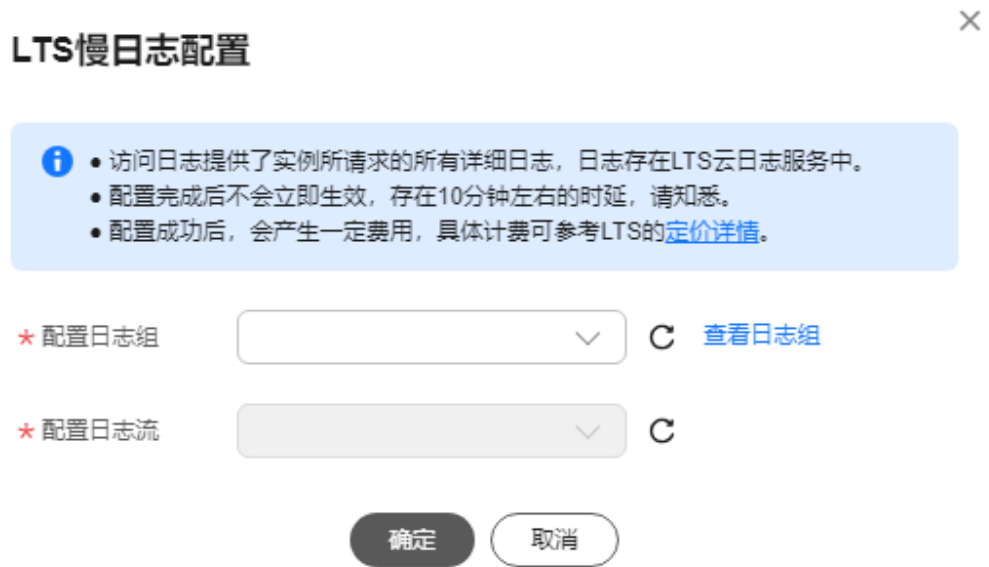 LTS慢日志配置
● 访问日志提供了实例所请求的所有详细日志，日志存在LTS云日志服务中。
● 配置完成后不会立即生效，存在10分钟左右的时延，请知悉。
● 配置成功后，会产生一定费用，具体计费可参考LTS的定价详情。
* 配置日志组 查看日志组
* 配置日志流
确定 取消